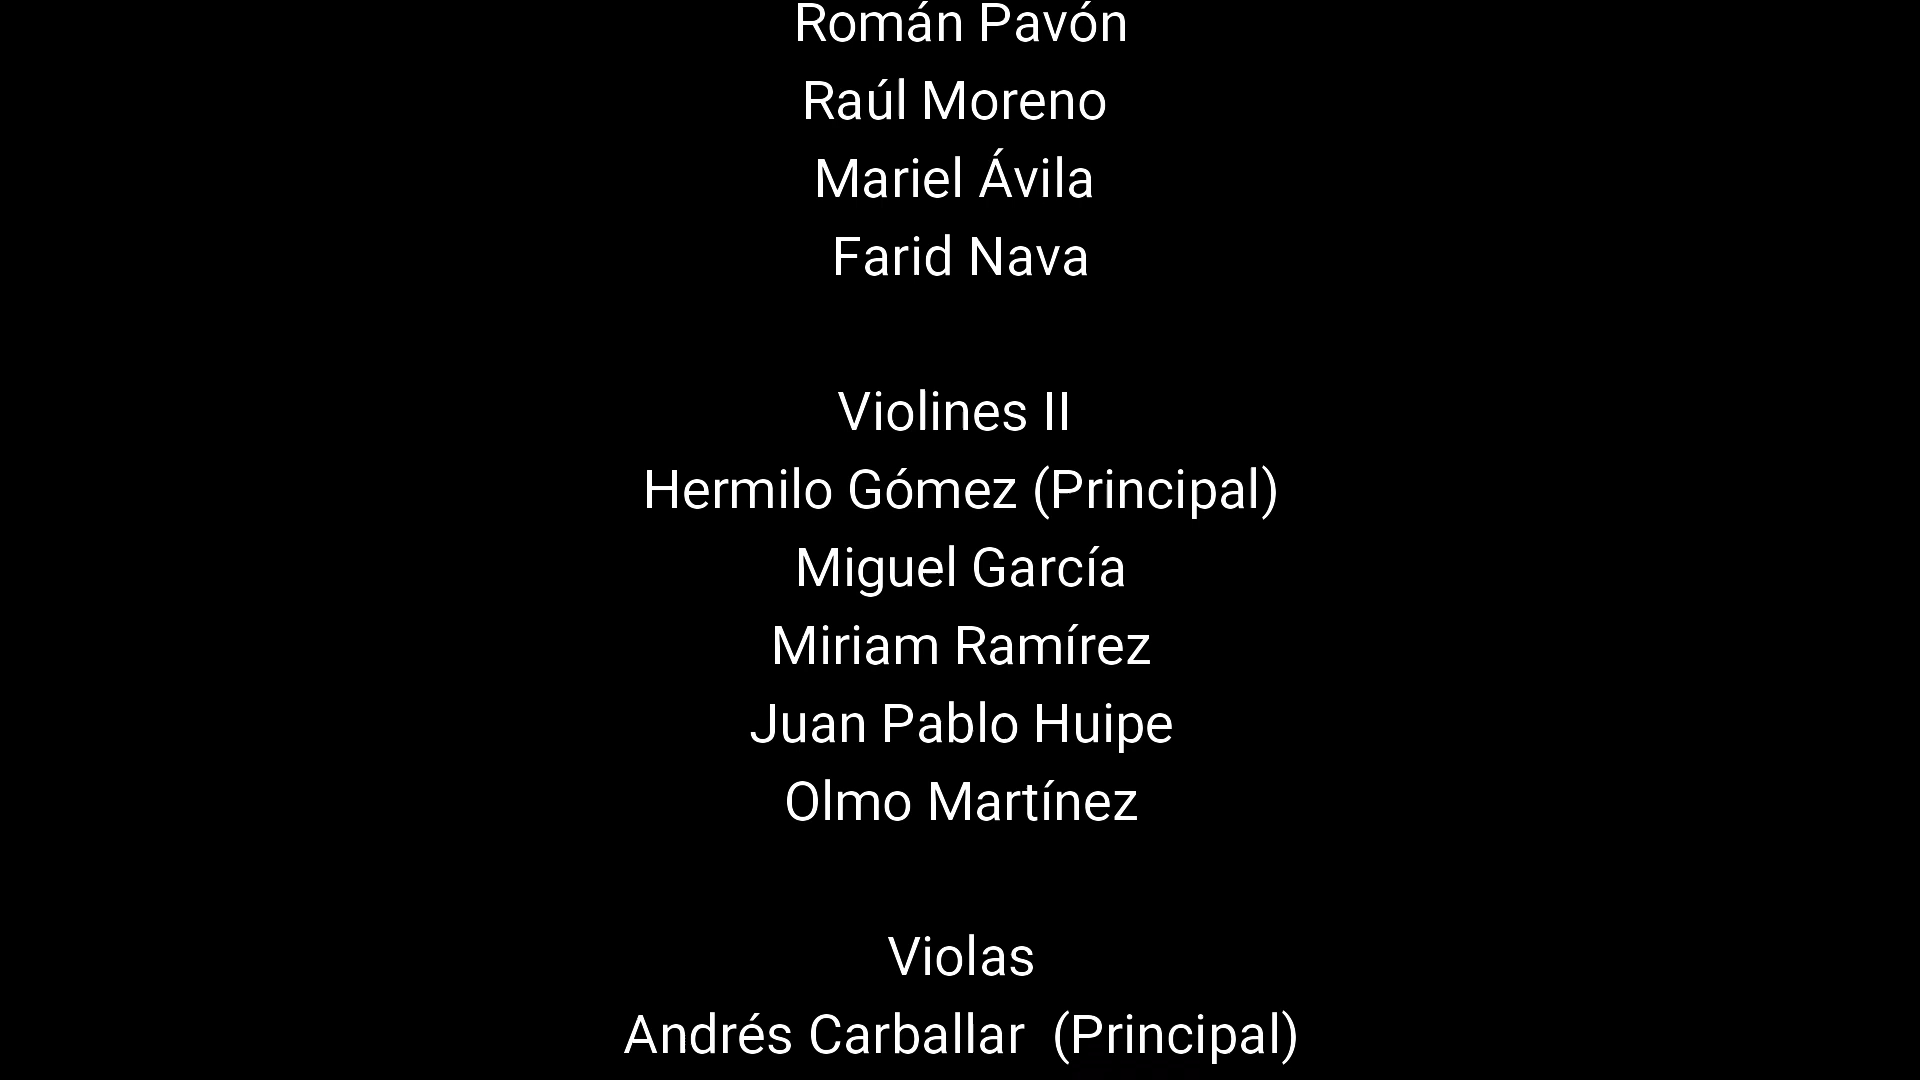 Román Pavón
Raúl Moreno
Mariel Ávila
Farid Nava
Violines II
Hermilo Gómez (Principal)
Miguel García
Miriam Ramírez
Juan Pablo Huipe
Olmo Martínez
Violas
Andrés Carballar  (Principal)